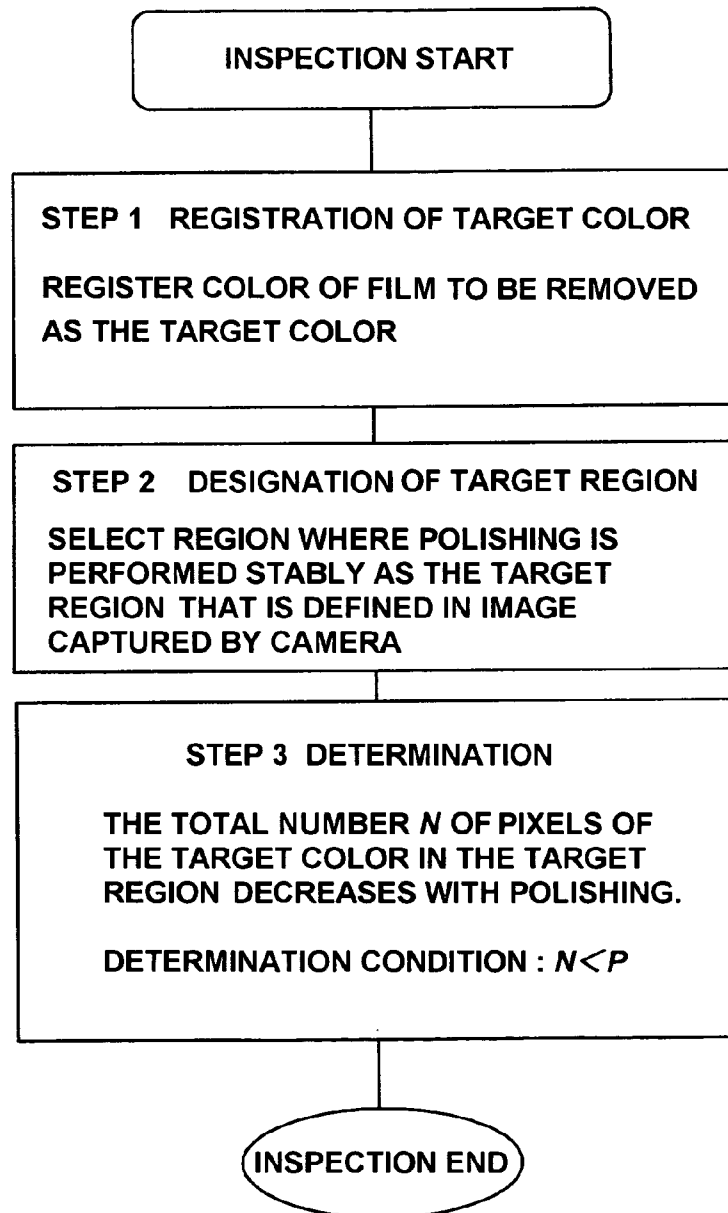 INSPECTION START
STEP 1 REGISTRATION OF TARGET COLOR
REGISTER COLOR OF FILM TO BE REMOVED
AS THE TARGET COLOR
STEP 2 DESIGNATION OF TARGET REGION
SELECT REGION WHERE POLISHING IS
PERFORMED STABLY AS THE TARGET
REGION THAT IS DEFINED IN IMAGE
CAPTURED BY CAMERA
STEP 3 DETERMINATION
THE TOTAL NUMBER N OF PIXELS OF
THE TARGET COLOR IN THE TARGET
REGION DECREASES WITH POLISHING.
DETERMINATION CONDITION : N<P
INSPECTION END